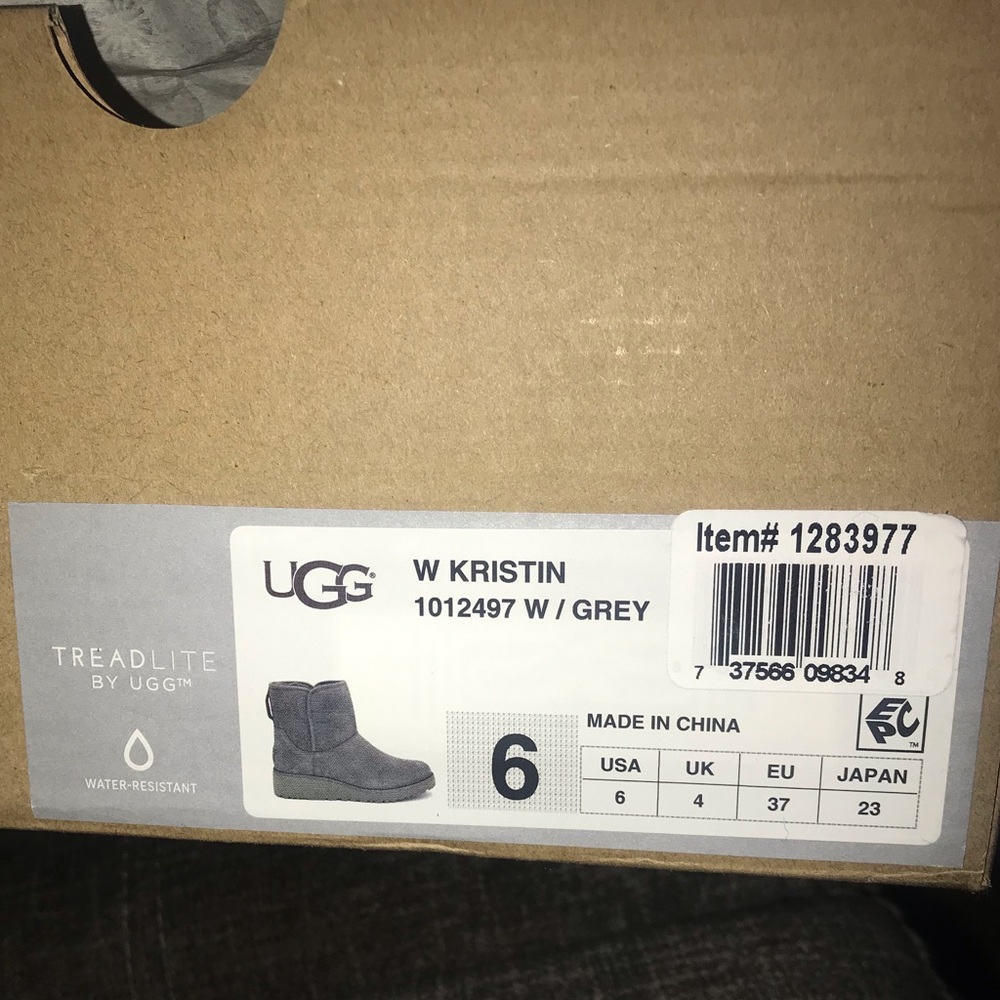 TREADLITE
BY UGG™
WATER-RESISTANT
UGG®
W KRISTIN
1012497 W / GREY
6
MADE IN CHINA
USA UK EU JAPAN
6 4 37 23
Item# 1283977
7 37566 09834 8
EPC™